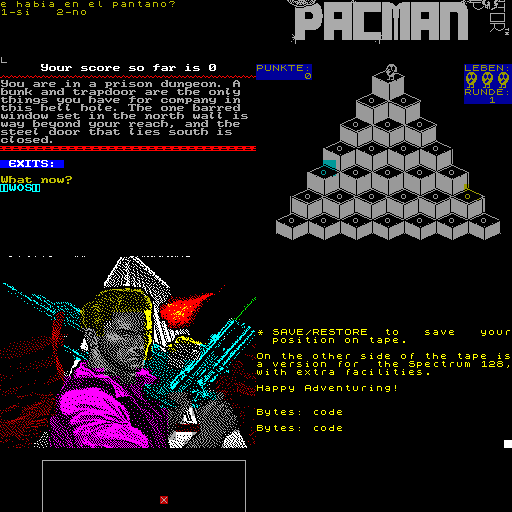 e habia en el pantano?
1-si 2-no
PACMAN
Your score so far is 0
You are in a prison dungeon. A
bunk and trapdoor are the only
things you have for company in
this hell hole. The one barred
window set in the north wall is
way beyond your reach, and the
steel door that lies south is
closed.
EXITS:
What now?
WOS
PUNKTE:
0
LEBEN:
RUNDE:
1
* SAVE/RESTORE to save your
position on tape.
On the other side of the tape is
a version for the Spectrum 128,
with extra facilities.
Happy Adventuring!
Bytes: code
Bytes: code